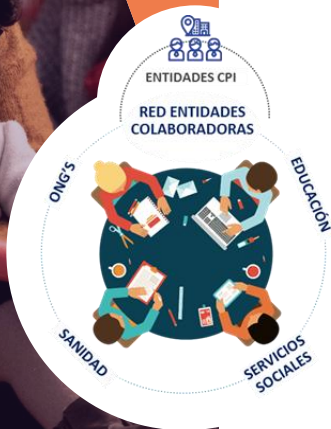 ENTIDADES CPI
RED ENTIDADES
COLABORADORAS
ONG'S
EDUCACIÓN
SANIDAD
SERVICIOS
SOCIALES